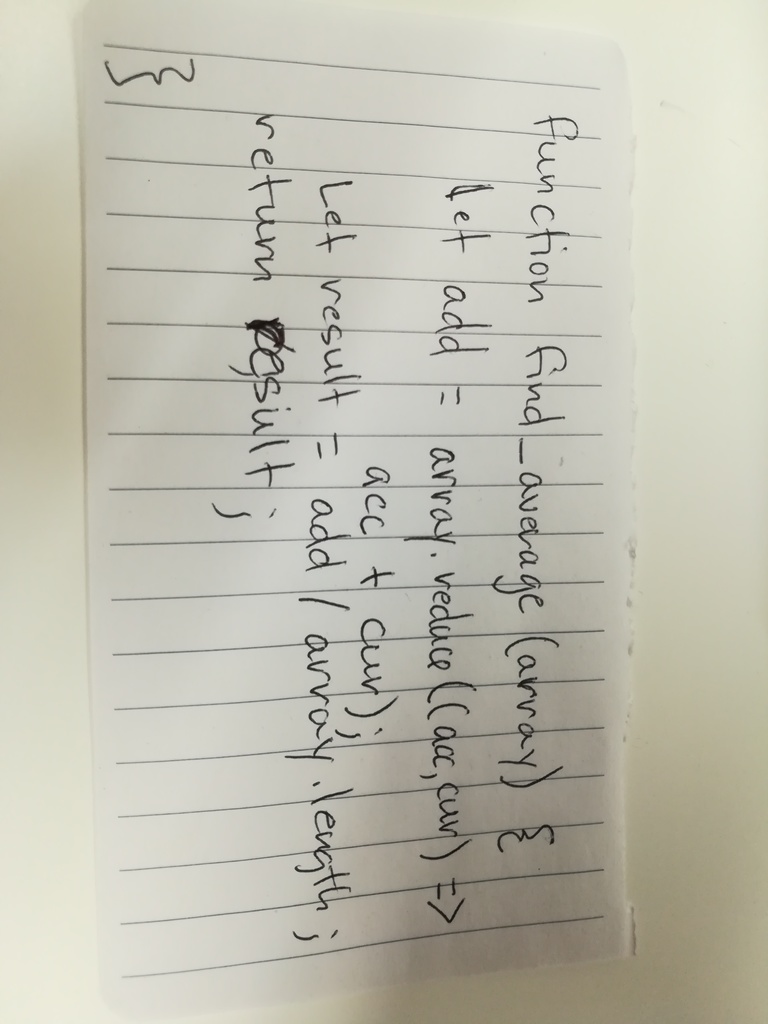 function find_average (array) {
let add = array.reduce((acc, cur) =>
acc + cur);
Let result = add / array.length;
return result;
}